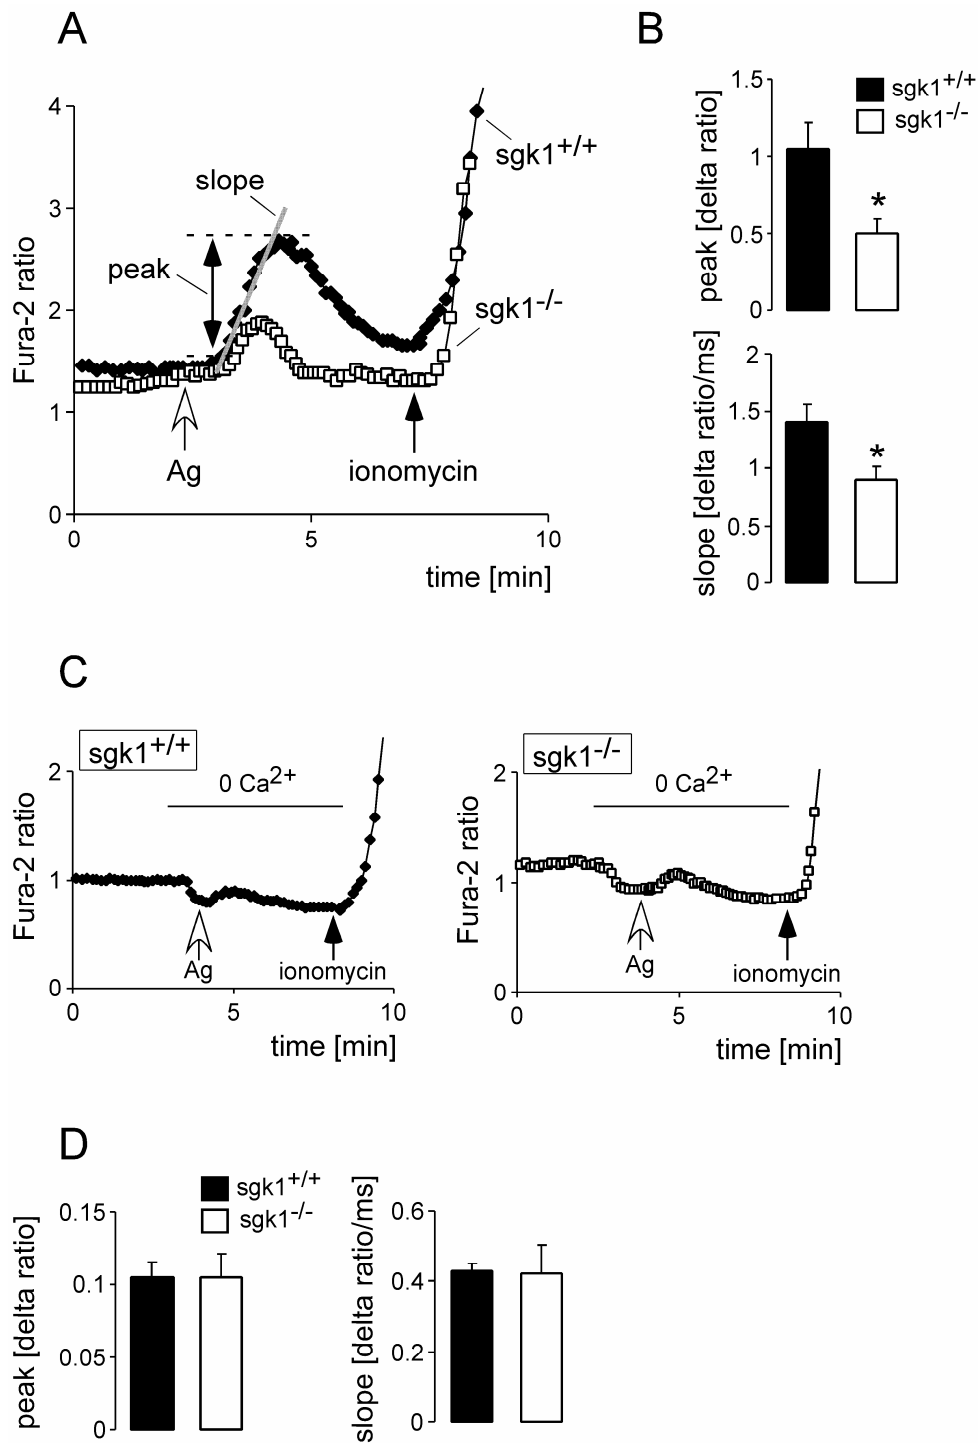 A
Fura-2 ratio
4
3
2
1
0
0
5
10
time [min]
slope
peak
sgk1+/+
sgk1-/-
Ag
ionomycin
B
sgk1+/+
sgk1-/-
peak [delta ratio]
1.5
1
0.5
0
*
slope [delta ratio/ms]
2
1.5
1
0.5
0
*
C
sgk1+/+
0 Ca2+
Fura-2 ratio
2
1
0
Ag
ionomycin
0
5
10
time [min]
sgk1-/-
0 Ca2+
Fura-2 ratio
2
1
0
Ag
ionomycin
0
5
10
time [min]
D
sgk1+/+
sgk1-/-
peak [delta ratio]
0.15
0.1
0.05
0
slope [delta ratio/ms]
0.6
0.4
0.2
0